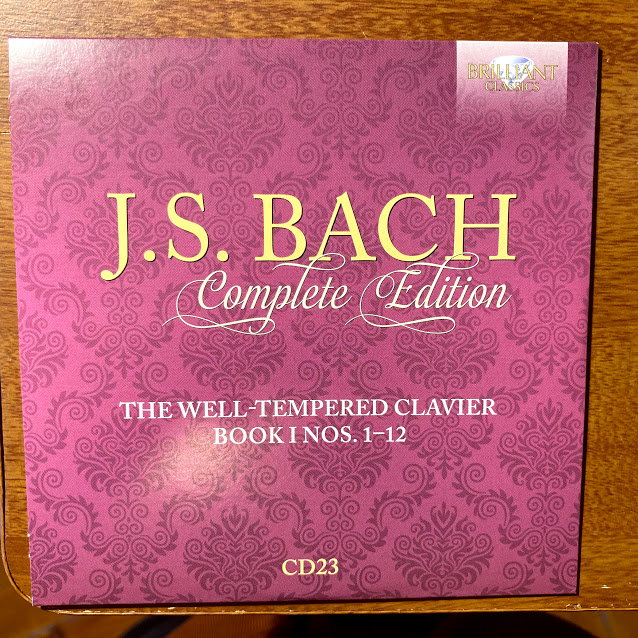 BRILLIANT
CLASSICS
J.S. BACH
Complete Edition
THE WELL-TEMPERED CLAVIER
BOOK I NOS. 1–12
CD23